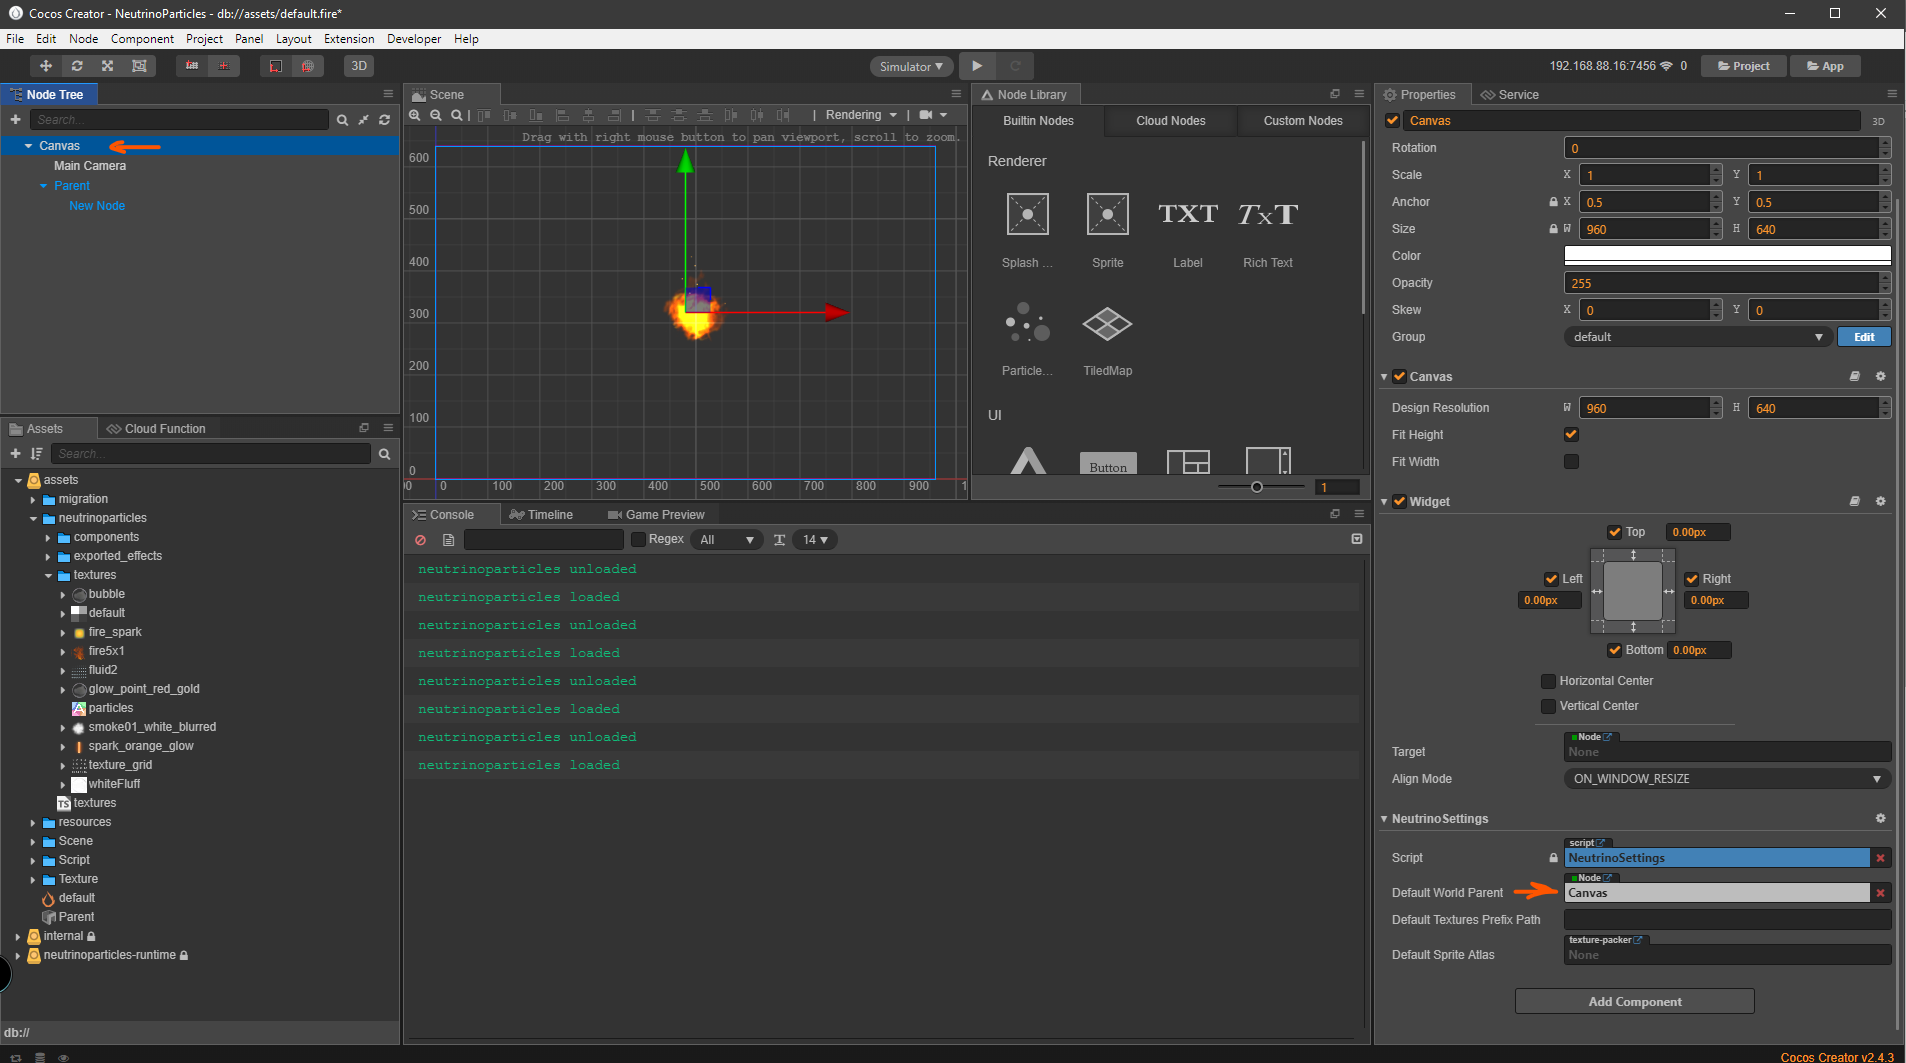 Cocos Creator - NeutrinoParticles - db://assets/default.fire*
File Edit Node Component Project Panel Layout Extension Developer Help
3D
Simulator
192.168.88.16:7456 0
Project
App
Node Tree
Search...
Canvas
Main Camera
Parent
New Node
Scene
Rendering
Drag with right mouse button to pan viewport, scroll to zoom.
600
500
400
300
200
100
0
00 0 100 200 300 400 500 600 700 800 900 1
Node Library
Builtin Nodes Cloud Nodes Custom Nodes
Renderer
TXT TxT
Splash ... Sprite Label Rich Text
Particle... TiledMap
UI
Button
1
Assets Cloud Function
Search...
assets
migration
neutrinoparticles
components
exported_effects
textures
bubble
default
fire_spark
fire5x1
fluid2
glow_point_red_gold
particles
smoke01_white_blurred
spark_orange_glow
texture_grid
whiteFluff
TS textures
resources
Scene
Script
Texture
default
Parent
internal
neutrinoparticles-runtime
db://
Console Timeline Game Preview
Regex All 14
neutrinoparticles unloaded
neutrinoparticles loaded
neutrinoparticles unloaded
neutrinoparticles loaded
neutrinoparticles unloaded
neutrinoparticles loaded
neutrinoparticles unloaded
neutrinoparticles loaded
Properties Service
Canvas 3D
Rotation 0
Scale X 1 Y 1
Anchor X 0.5 Y 0.5
Size W 960 H 640
Color
Opacity 255
Skew X 0 Y 0
Group default Edit
Canvas
Design Resolution W 960 H 640
Fit Height
Fit Width
Widget
Top 0.00px
Left Right
0.00px 0.00px
Bottom 0.00px
Horizontal Center
Vertical Center
Node
Target None
Align Mode ON_WINDOW_RESIZE
NeutrinoSettings
script
Script NeutrinoSettings
Node
Default World Parent Canvas
Default Textures Prefix Path
texture-packer
Default Sprite Atlas None
Add Component
Cocos Creator v2.4.3